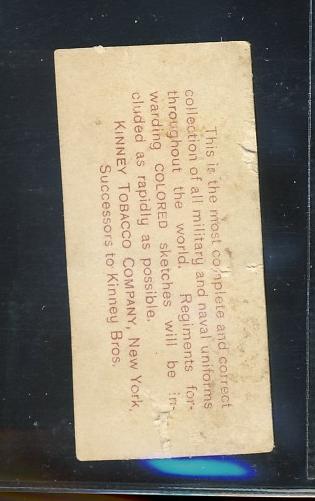 This is the most complete and correct
collection of all military and naval uniforms
throughout the world. Regiments for-
warding COLORED sketches will be in-
cluded as rapidly as possible.
KINNEY TOBACCO COMPANY, NEW YORK,
Successors to Kinney Bros.